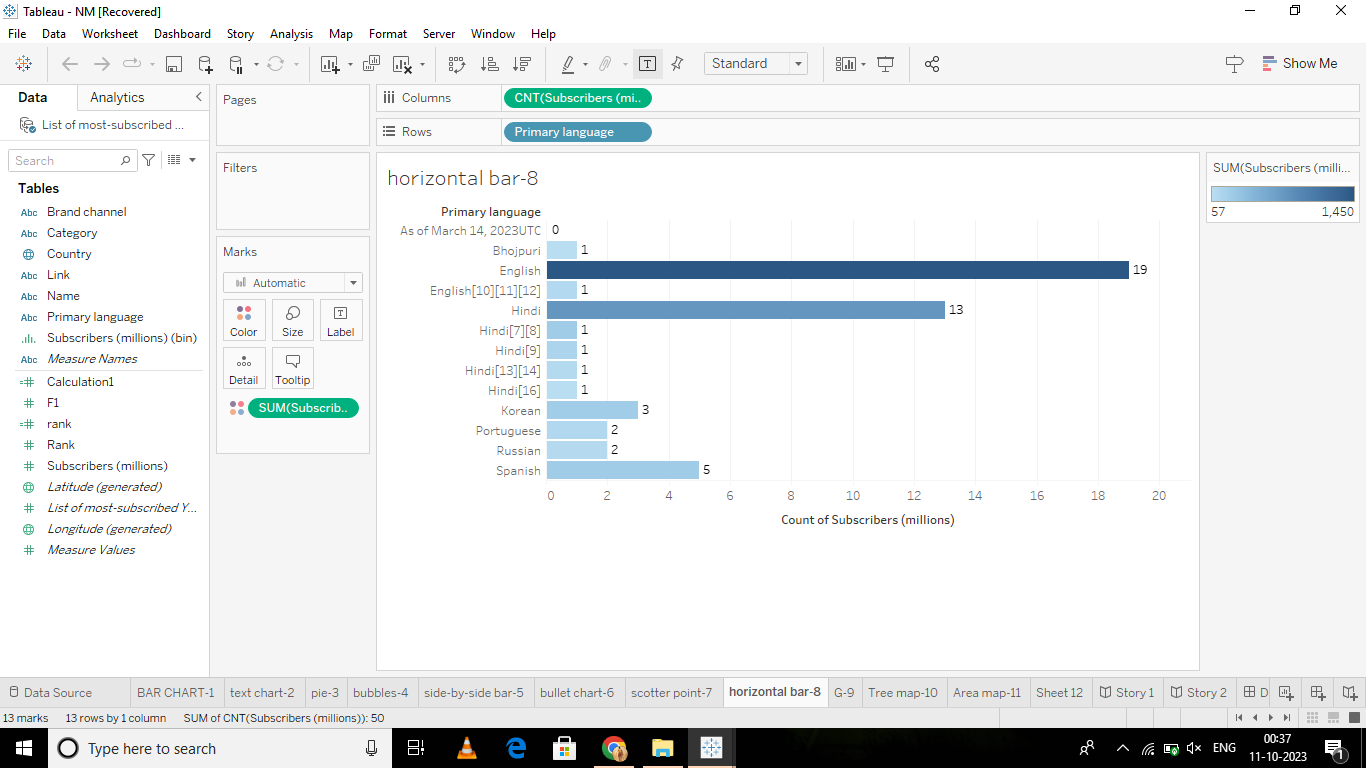 Tableau - NM [Recovered]
File Data Worksheet Dashboard Story Analysis Map Format Server Window Help
Standard
Show Me
Data Analytics
List of most-subscribed ...
Search
Tables
Abc Brand channel
Abc Category
Country
Abc Link
Abc Name
Abc Primary language
Subscribers (millions) (bin)
Abc Measure Names
Calculation1
F1
rank
Rank
Subscribers (millions)
Latitude (generated)
List of most-subscribed Y...
Longitude (generated)
Measure Values
Pages
Filters
Marks
Automatic
Color Size Label
Detail Tooltip
SUM(Subscrib..
Columns CNT(Subscribers (mi..
Rows Primary language
horizontal bar-8
Primary language
As of March 14, 2023UTC 0
Bhojpuri 1
English 19
English[10][11][12] 1
Hindi 13
Hindi[7][8] 1
Hindi[9] 1
Hindi[13][14] 1
Hindi[16] 1
Korean 3
Portuguese 2
Russian 2
Spanish 5
0 2 4 6 8 10 12 14 16 18 20
Count of Subscribers (millions)
SUM(Subscribers (milli...
57 1,450
Data Source BAR CHART-1 text chart-2 pie-3 bubbles-4 side-by-side bar-5 bullet chart-6 scotter point-7 horizontal bar-8 G-9 Tree map-10 Area map-11 Sheet 12 Story 1 Story 2 D
13 marks 13 rows by 1 column SUM of CNT(Subscribers (millions)): 50
Type here to search
ENG
00:37
11-10-2023
1